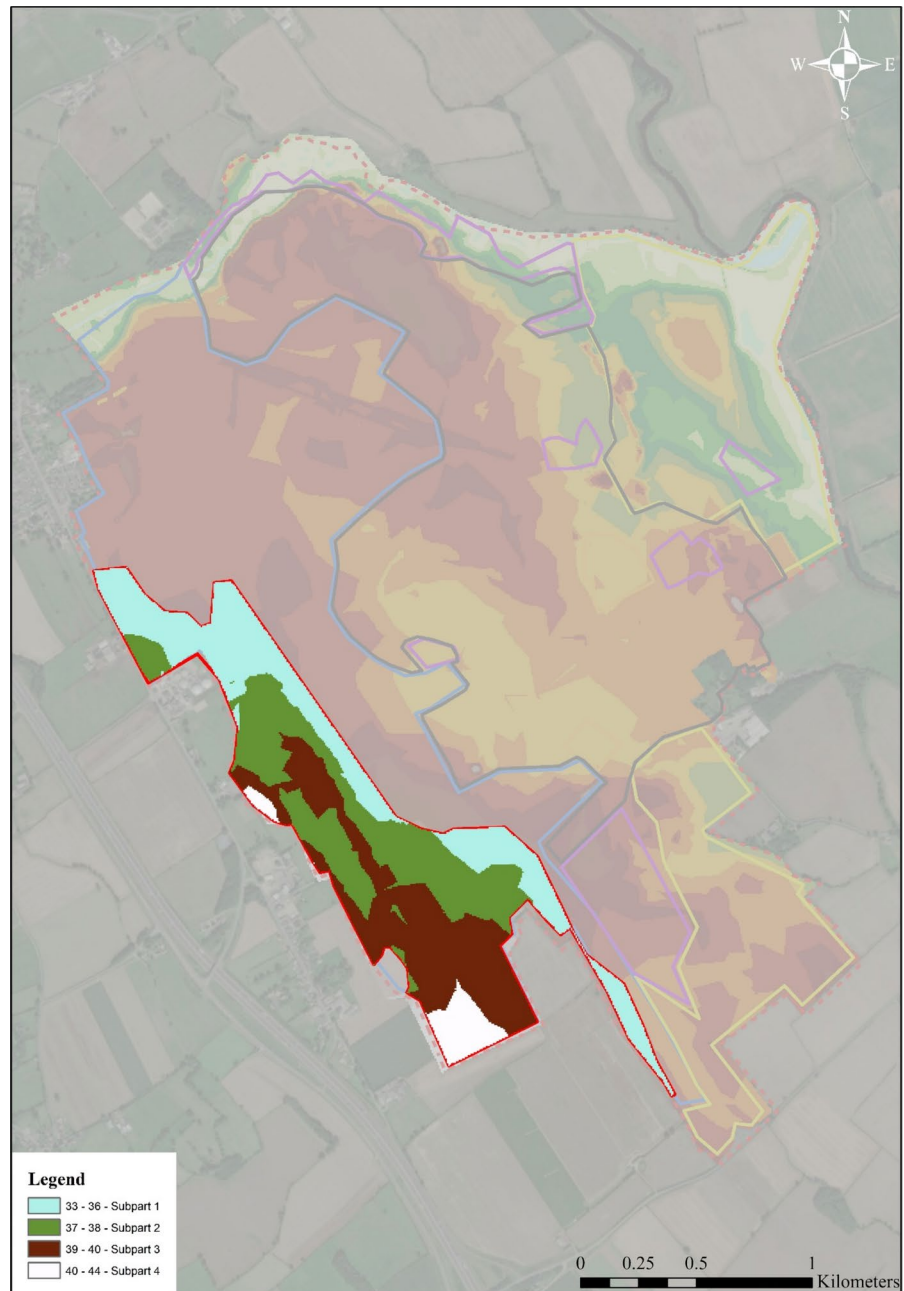 N
W E
S
Legend
33 - 36 - Subpart 1
37 - 38 - Subpart 2
39 - 40 - Subpart 3
40 - 44 - Subpart 4
0 0.25 0.5 1
Kilometers